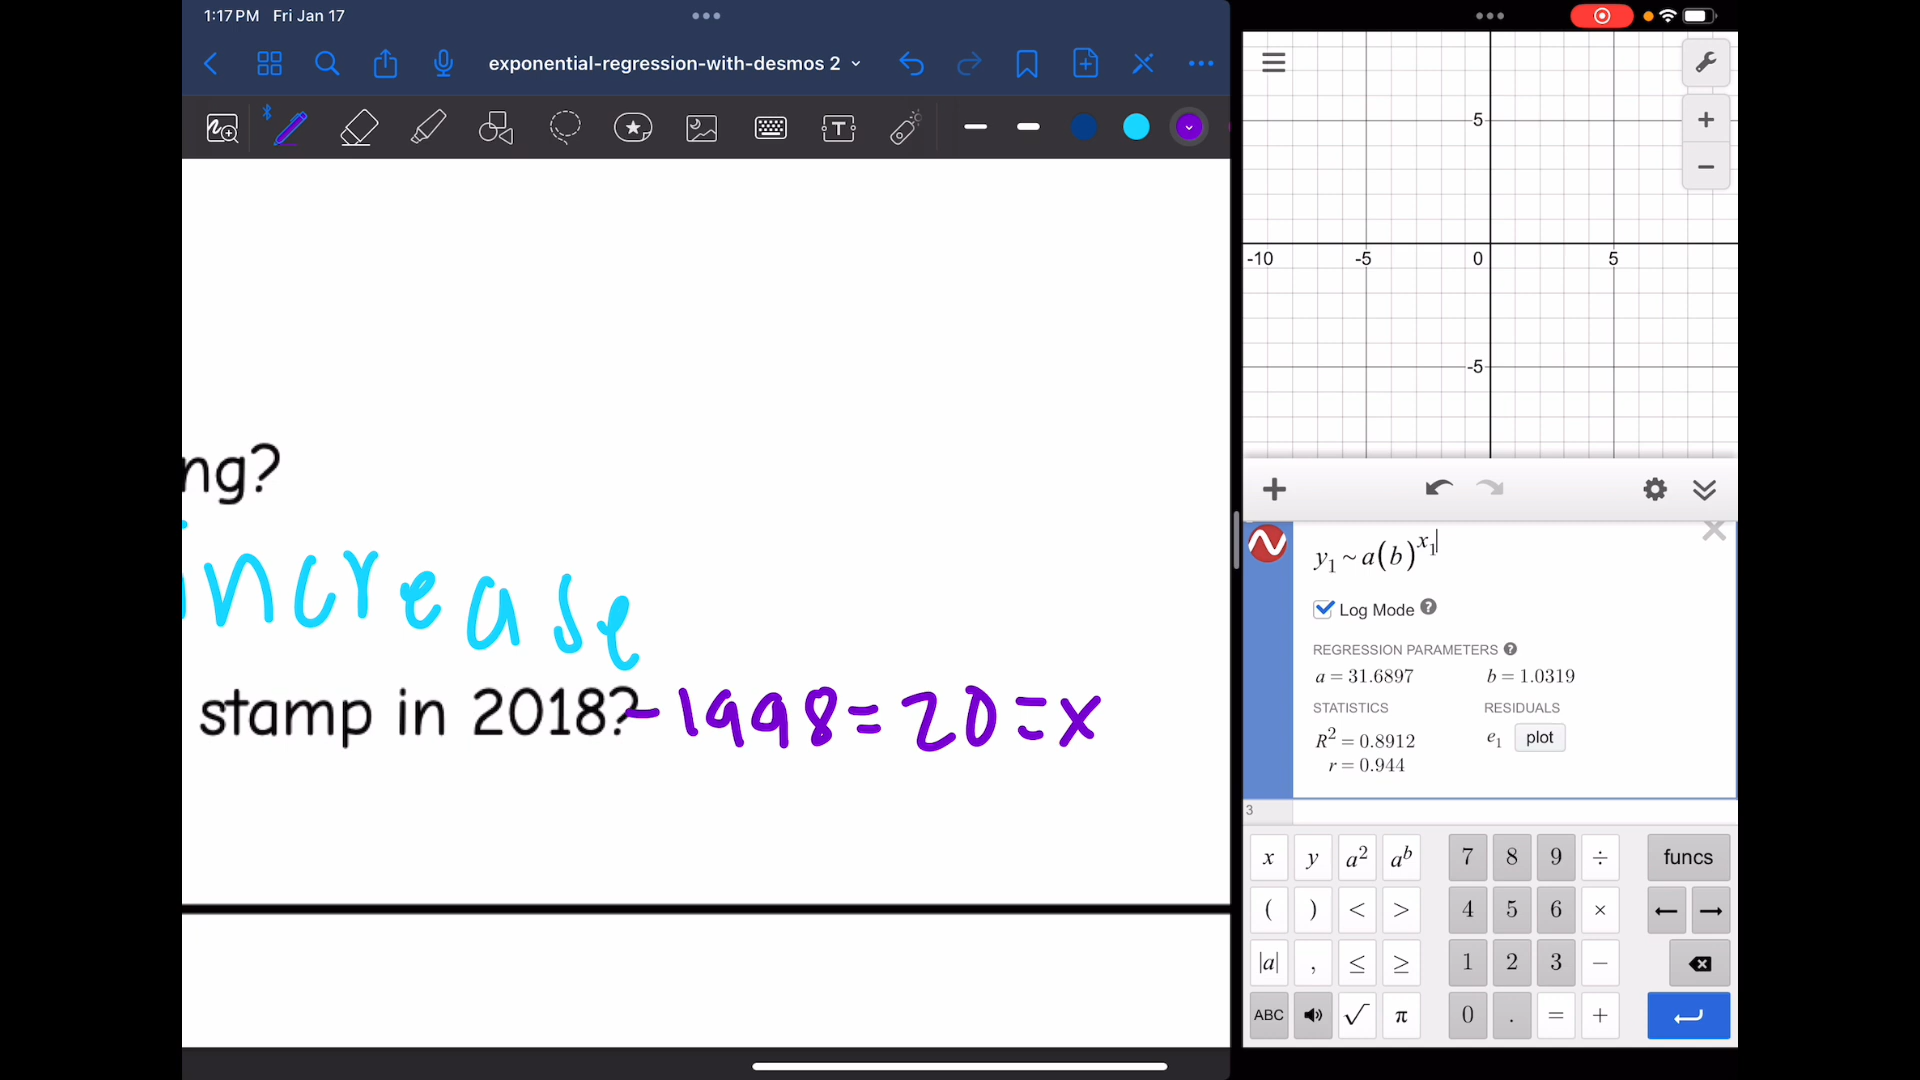 1:17 PM Fri Jan 17
exponential-regression-with-desmos 2
ng?
increase
stamp in 2018? - 1998 = 20 = x
5
-10 -5 0 5
-5
y₁ ~ a(b)^x₁
Log Mode ?
REGRESSION PARAMETERS ?
a = 31.6897 b = 1.0319
STATISTICS RESIDUALS
R² = 0.8912 e₁ plot
r = 0.944
3
x y a² aᵇ 7 8 9 ÷ funcs
( ) < > 4 5 6 × ← →
|a| , ≤ ≥ 1 2 3 −
ABC √ π 0 . = +